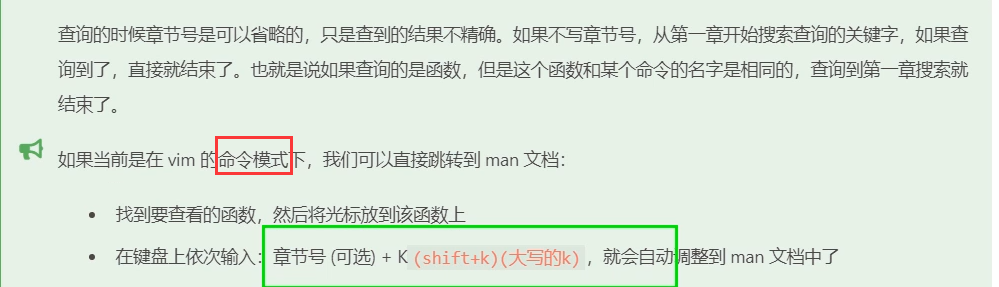 查询的时候章节号是可以省略的，只是查到的结果不精确。如果不写章节号，从第一章开始搜索查询的关键字，如果查
询到了，直接就结束了。也就是说如果查询的是函数，但是这个函数和某个命令的名字是相同的，查询到第一章搜索就
结束了。
如果当前是在 vim 的命令模式下，我们可以直接跳转到 man 文档：
• 找到要查看的函数，然后将光标放到该函数上
• 在键盘上依次输入：章节号 (可选) + K(shift+k)(大写的k)，就会自动调整到 man 文档中了